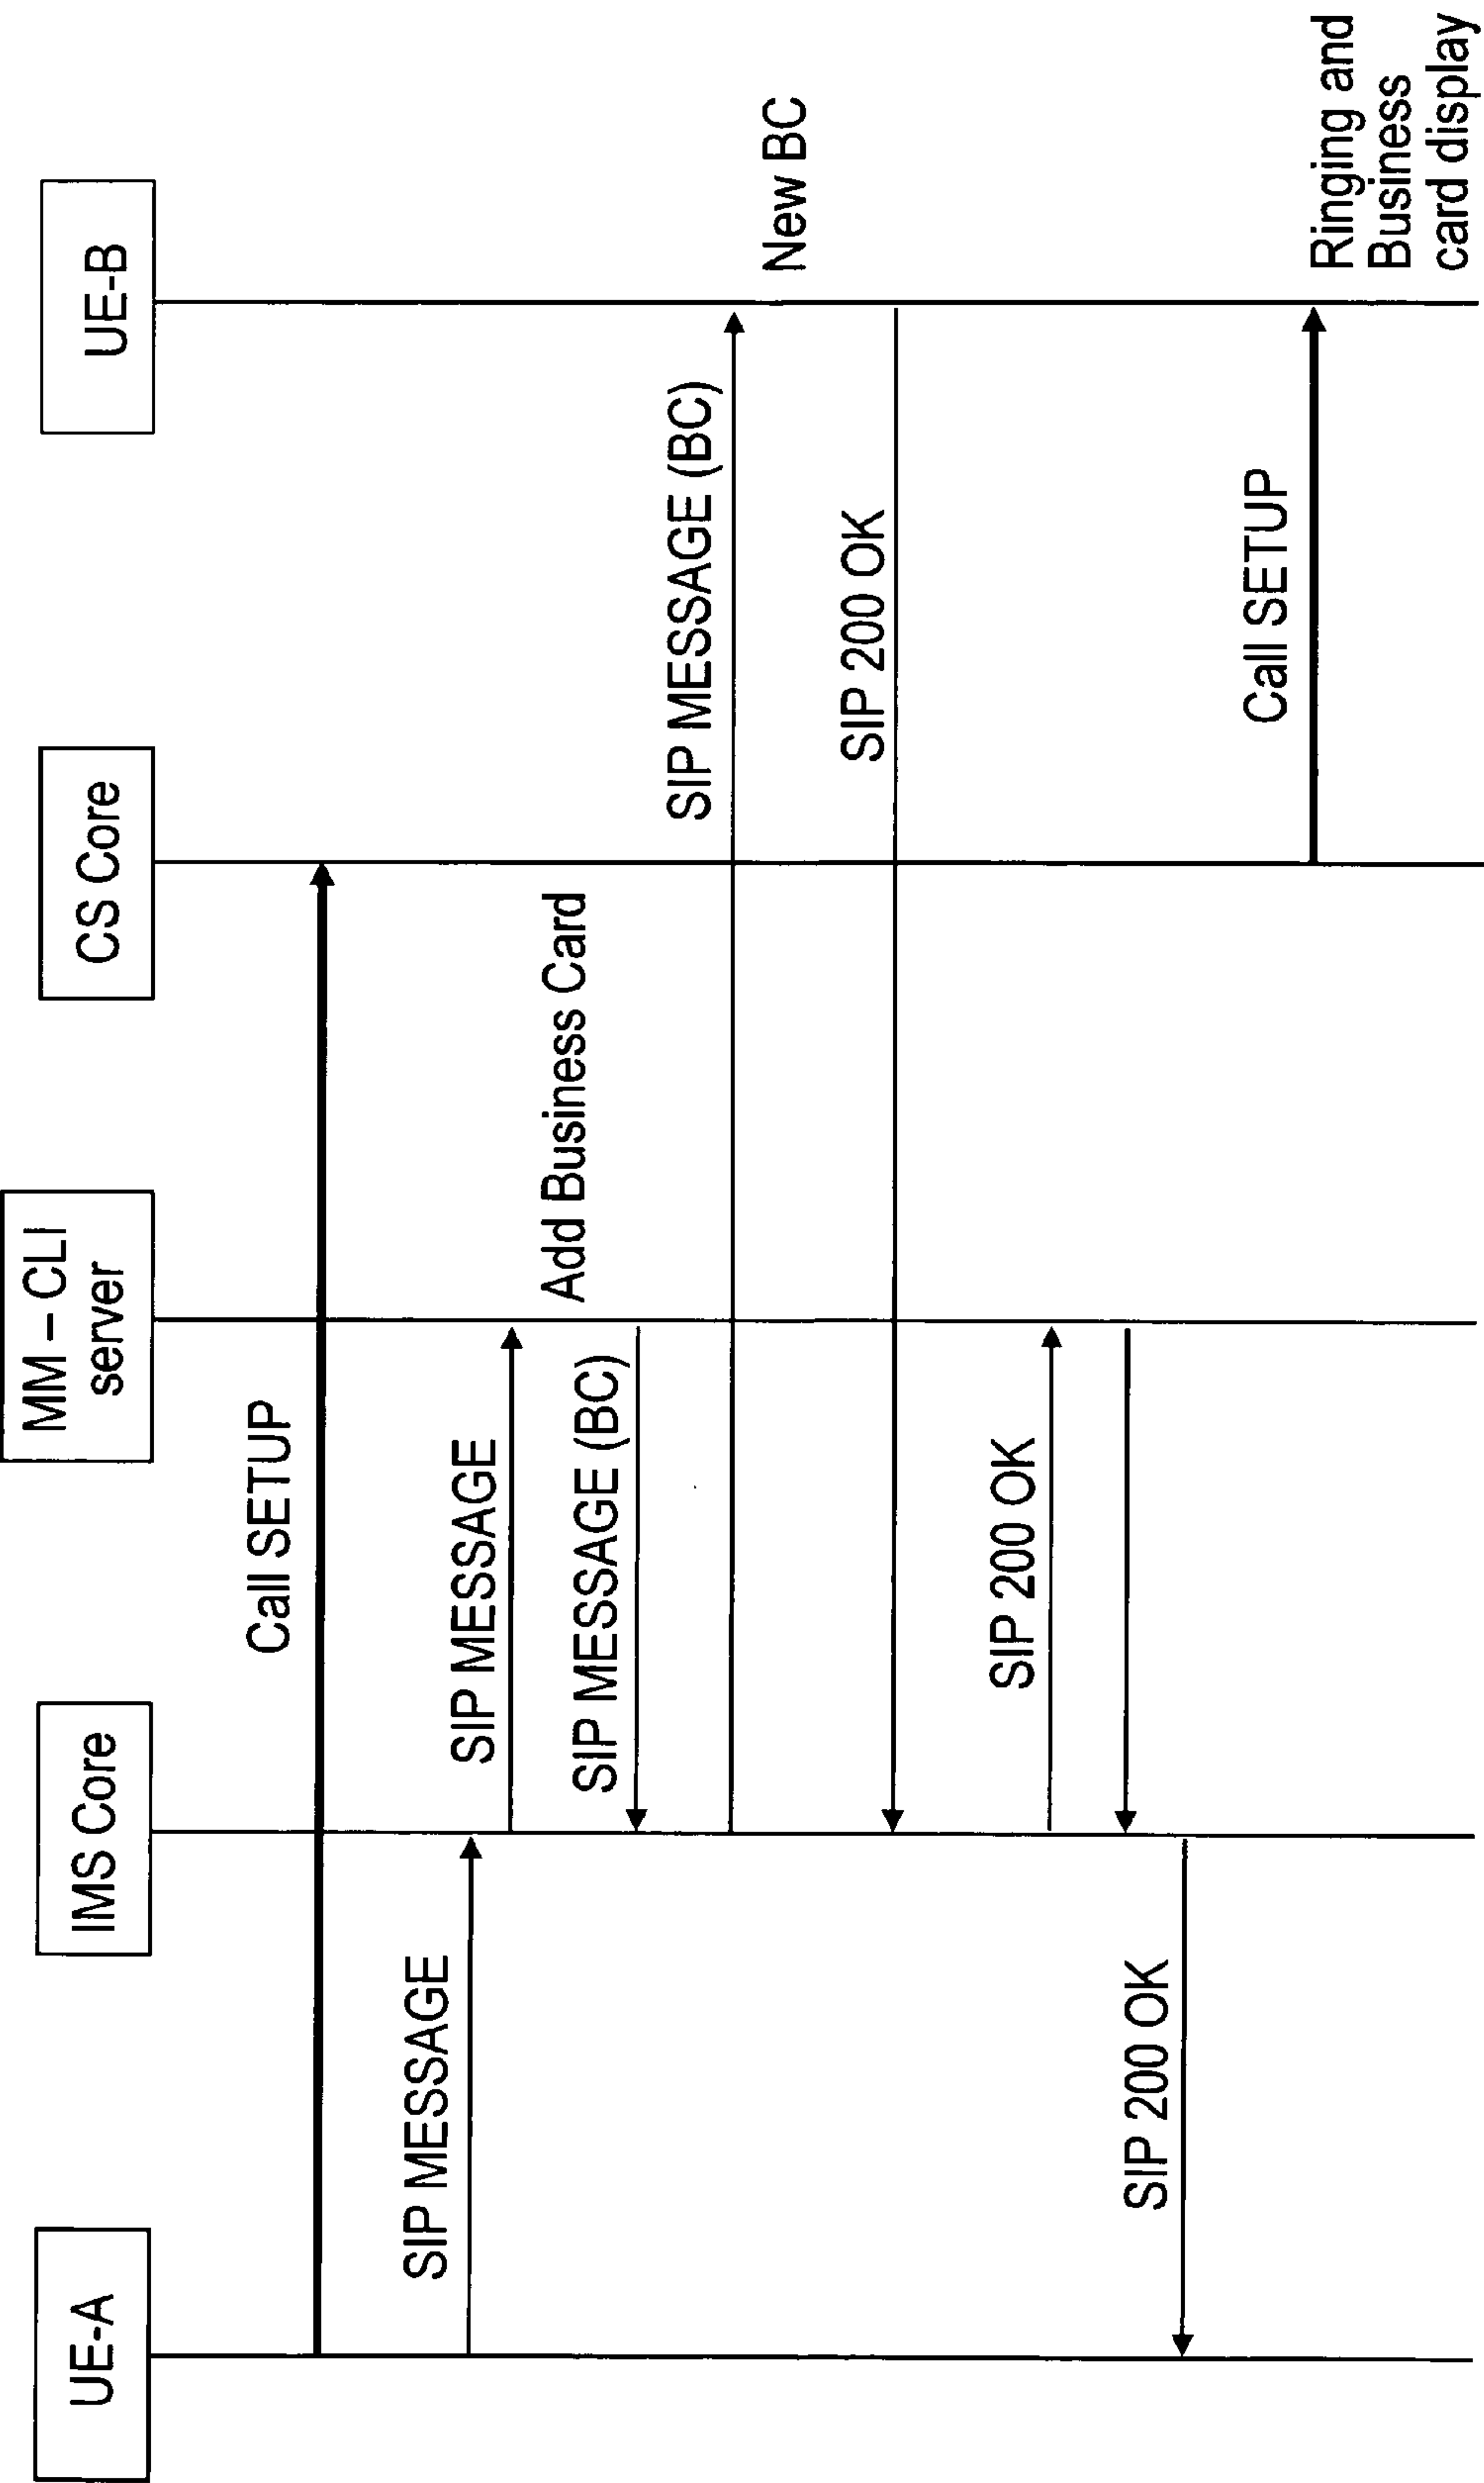 UE-A
IMS Core
MM – CLI
server
CS Core
UE-B
Call SETUP
SIP MESSAGE
SIP MESSAGE
Add Business Card
SIP MESSAGE (BC)
SIP MESSAGE (BC)
New BC
SIP 200 OK
SIP 200 OK
SIP 200 OK
Call SETUP
Ringing and
Business
card display